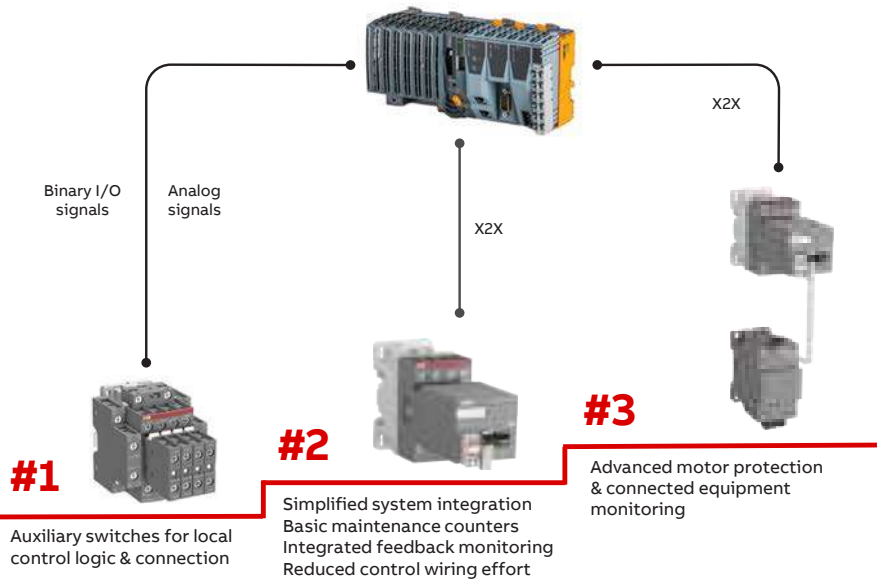 X2X
Binary I/O
signals
Analog
signals
X2X
#1
Auxiliary switches for local
control logic & connection
#2
Simplified system integration
Basic maintenance counters
Integrated feedback monitoring
Reduced control wiring effort
#3
Advanced motor protection
& connected equipment
monitoring